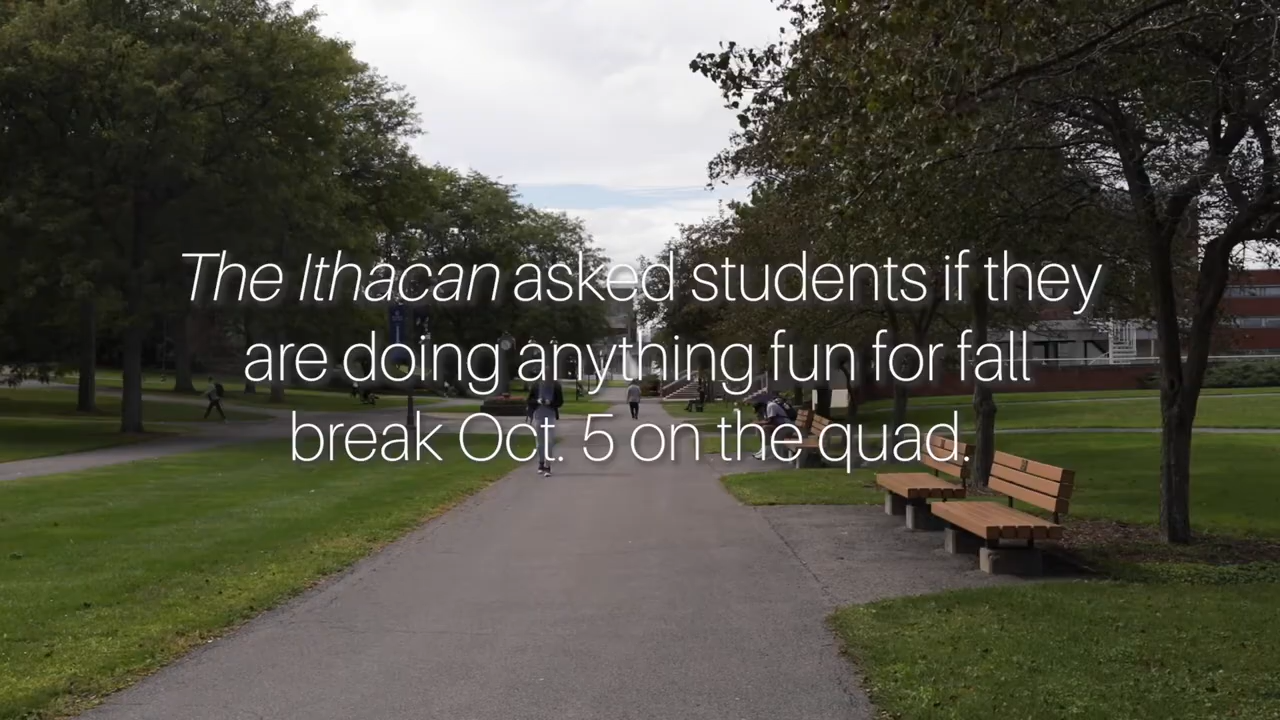 The Ithacan asked students if they
are doing anything fun for fall
break Oct. 5 on the quad.